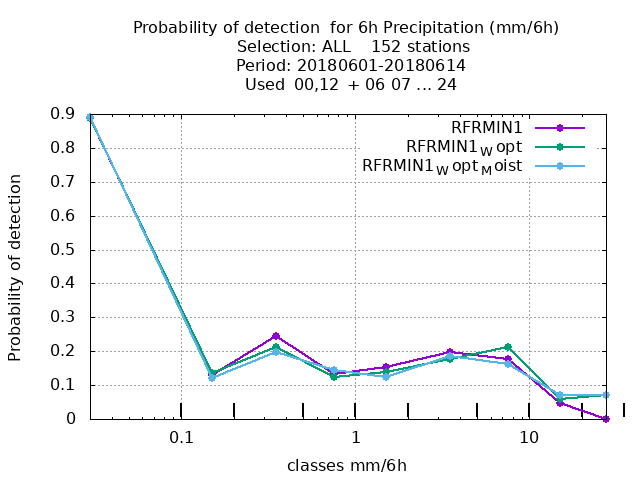 Probability of detection for 6h Precipitation (mm/6h)
Selection: ALL 152 stations
Period: 20180601-20180614
Used 00,12 + 06 07 ... 24
RFRMIN1
RFRMIN1Wopt
RFRMIN1WoptMoist
0.9
0.8
0.7
0.6
0.5
0.4
0.3
0.2
0.1
0
Probability of detection
0.1 1 10
classes mm/6h